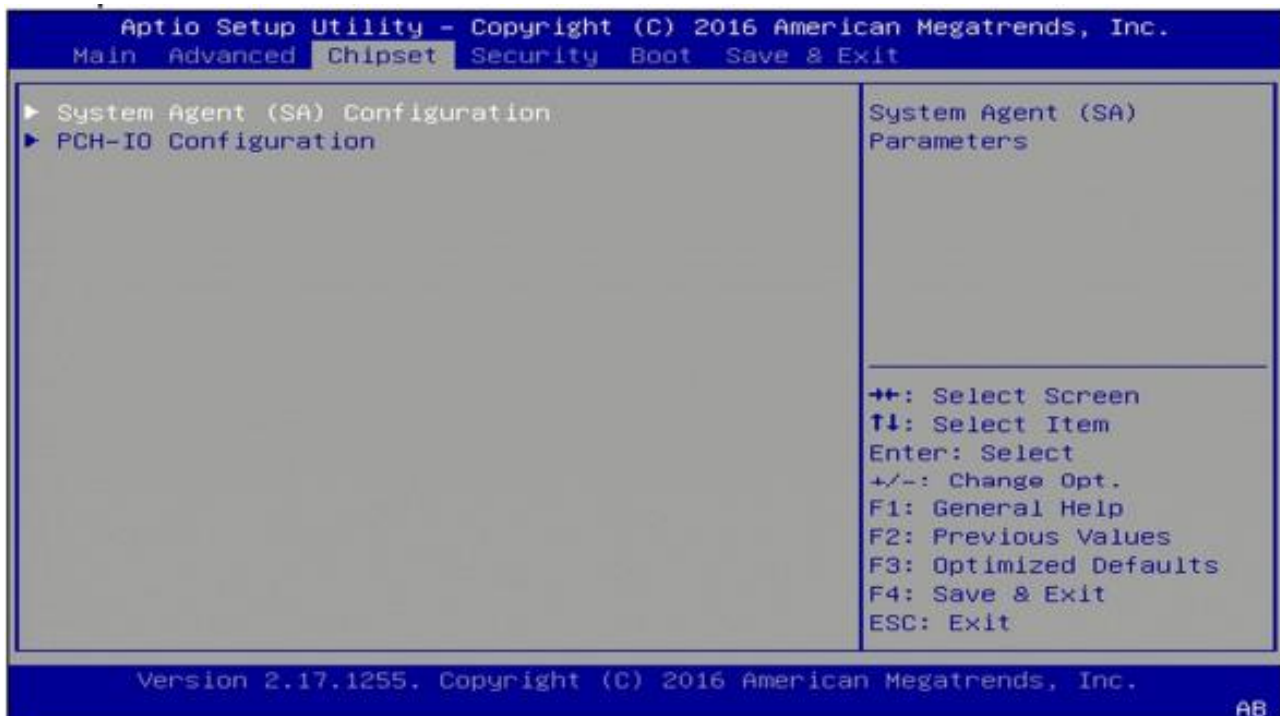 Aptio Setup Utility – Copyright (C) 2016 American Megatrends, Inc.
Main Advanced Chipset Security Boot Save & Exit
► System Agent (SA) Configuration
► PCH-IO Configuration
System Agent (SA)
Parameters
→←: Select Screen
↑↓: Select Item
Enter: Select
+/-: Change Opt.
F1: General Help
F2: Previous Values
F3: Optimized Defaults
F4: Save & Exit
ESC: Exit
Version 2.17.1255. Copyright (C) 2016 American Megatrends, Inc.
AB